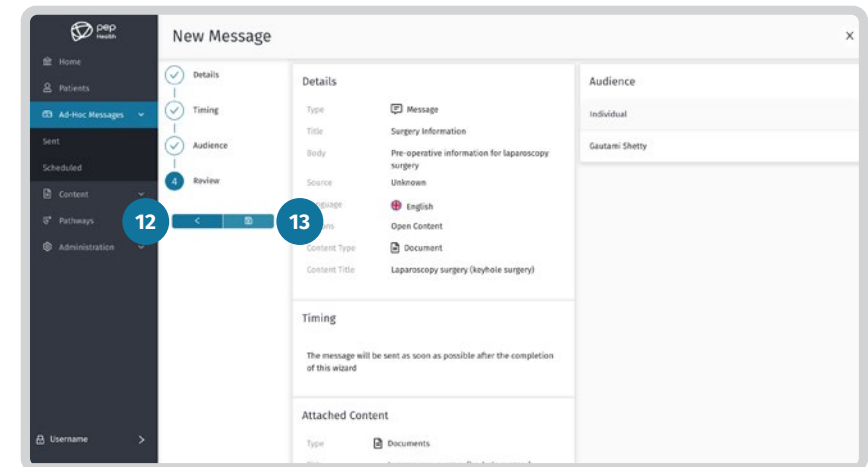 pep
Health
New Message
X
Home
Patients
Ad-Hoc Messages
Sent
Scheduled
Content
Pathways
Administration
Username
Details
Timing
Audience
4 Review
12
13
Details
Type Message
Title Surgery Information
Body Pre-operative information for laparoscopy
surgery
Source Unknown
English
Open Content
Content Type Document
Content Title Laparoscopy surgery (keyhole surgery)
Timing
The message will be sent as soon as possible after the completion
of this wizard
Attached Content
Type Documents
Audience
Individual
Gautami Shetty